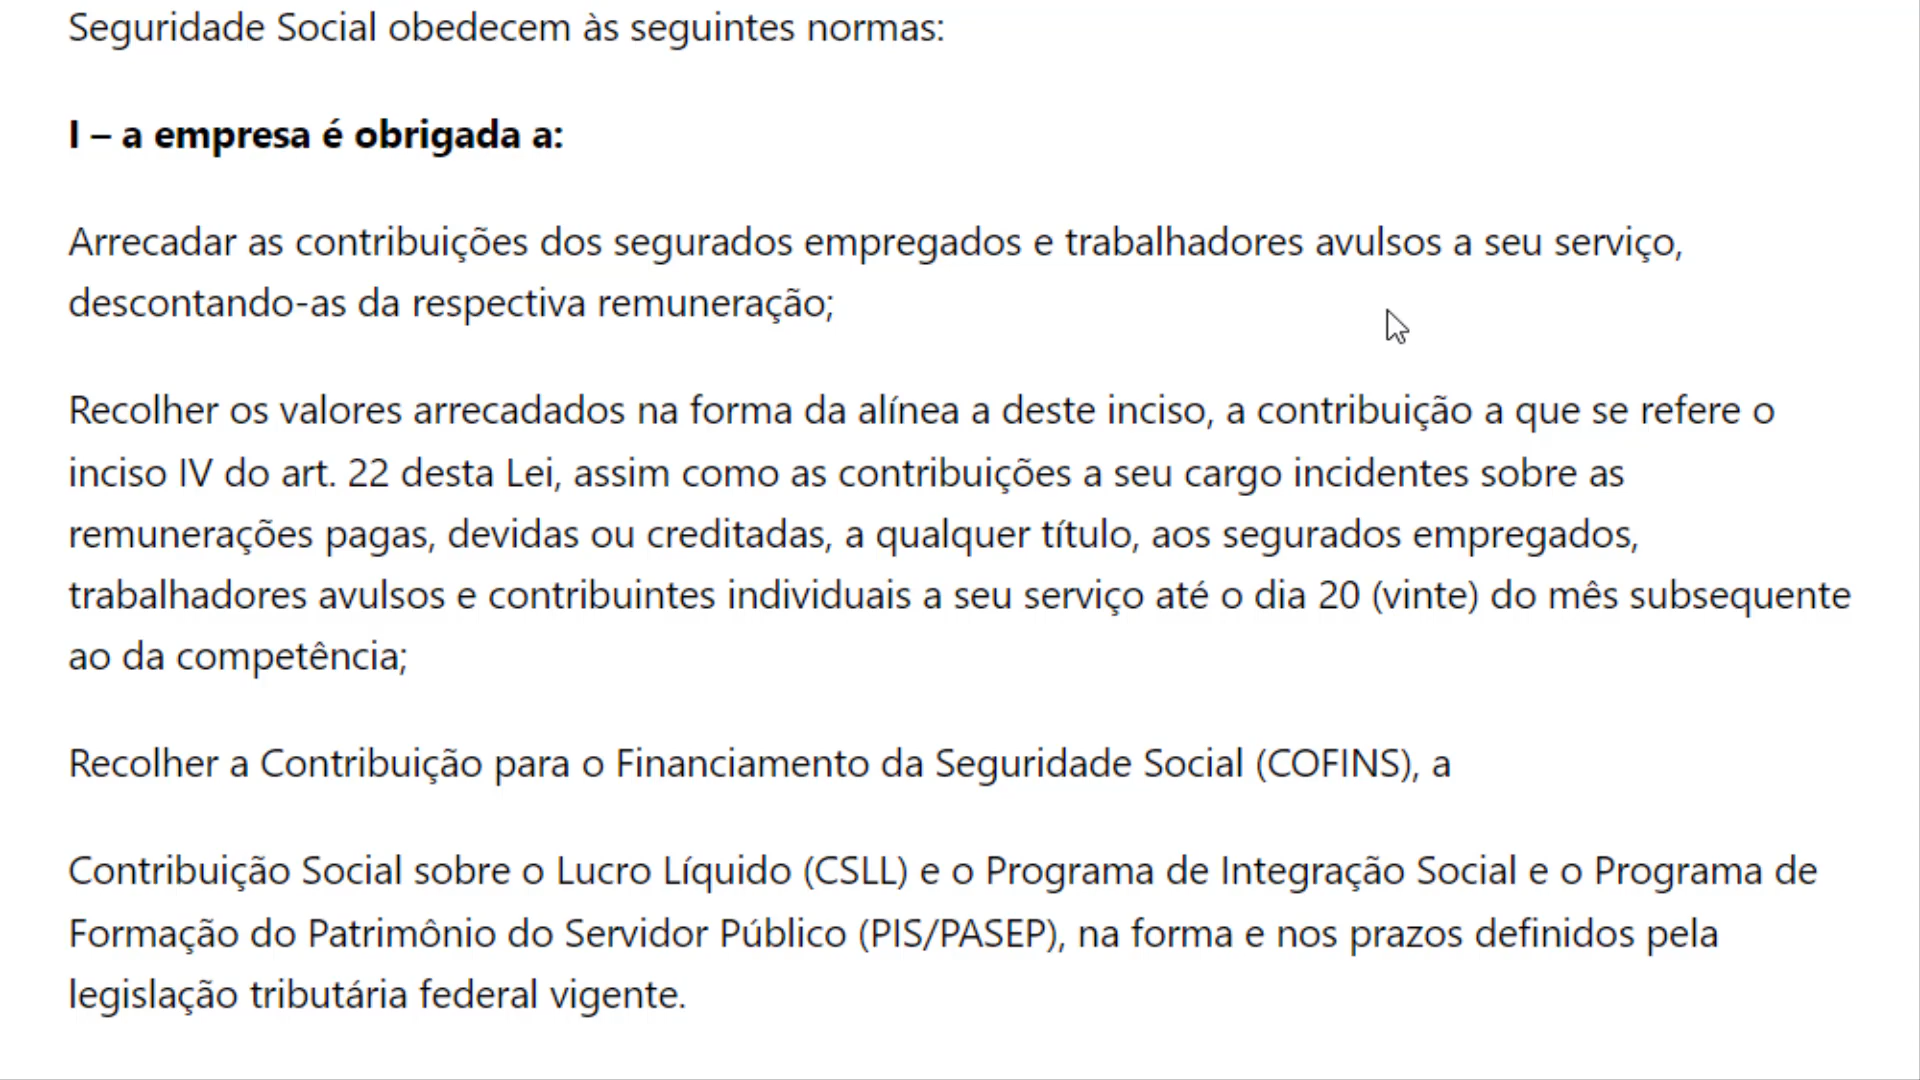 Seguridade Social obedecem às seguintes normas:
I – a empresa é obrigada a:
Arrecadar as contribuições dos segurados empregados e trabalhadores avulsos a seu serviço,
descontando-as da respectiva remuneração;
Recolher os valores arrecadados na forma da alínea a deste inciso, a contribuição a que se refere o
inciso IV do art. 22 desta Lei, assim como as contribuições a seu cargo incidentes sobre as
remunerações pagas, devidas ou creditadas, a qualquer título, aos segurados empregados,
trabalhadores avulsos e contribuintes individuais a seu serviço até o dia 20 (vinte) do mês subsequente
ao da competência;
Recolher a Contribuição para o Financiamento da Seguridade Social (COFINS), a
Contribuição Social sobre o Lucro Líquido (CSLL) e o Programa de Integração Social e o Programa de
Formação do Patrimônio do Servidor Público (PIS/PASEP), na forma e nos prazos definidos pela
legislação tributária federal vigente.